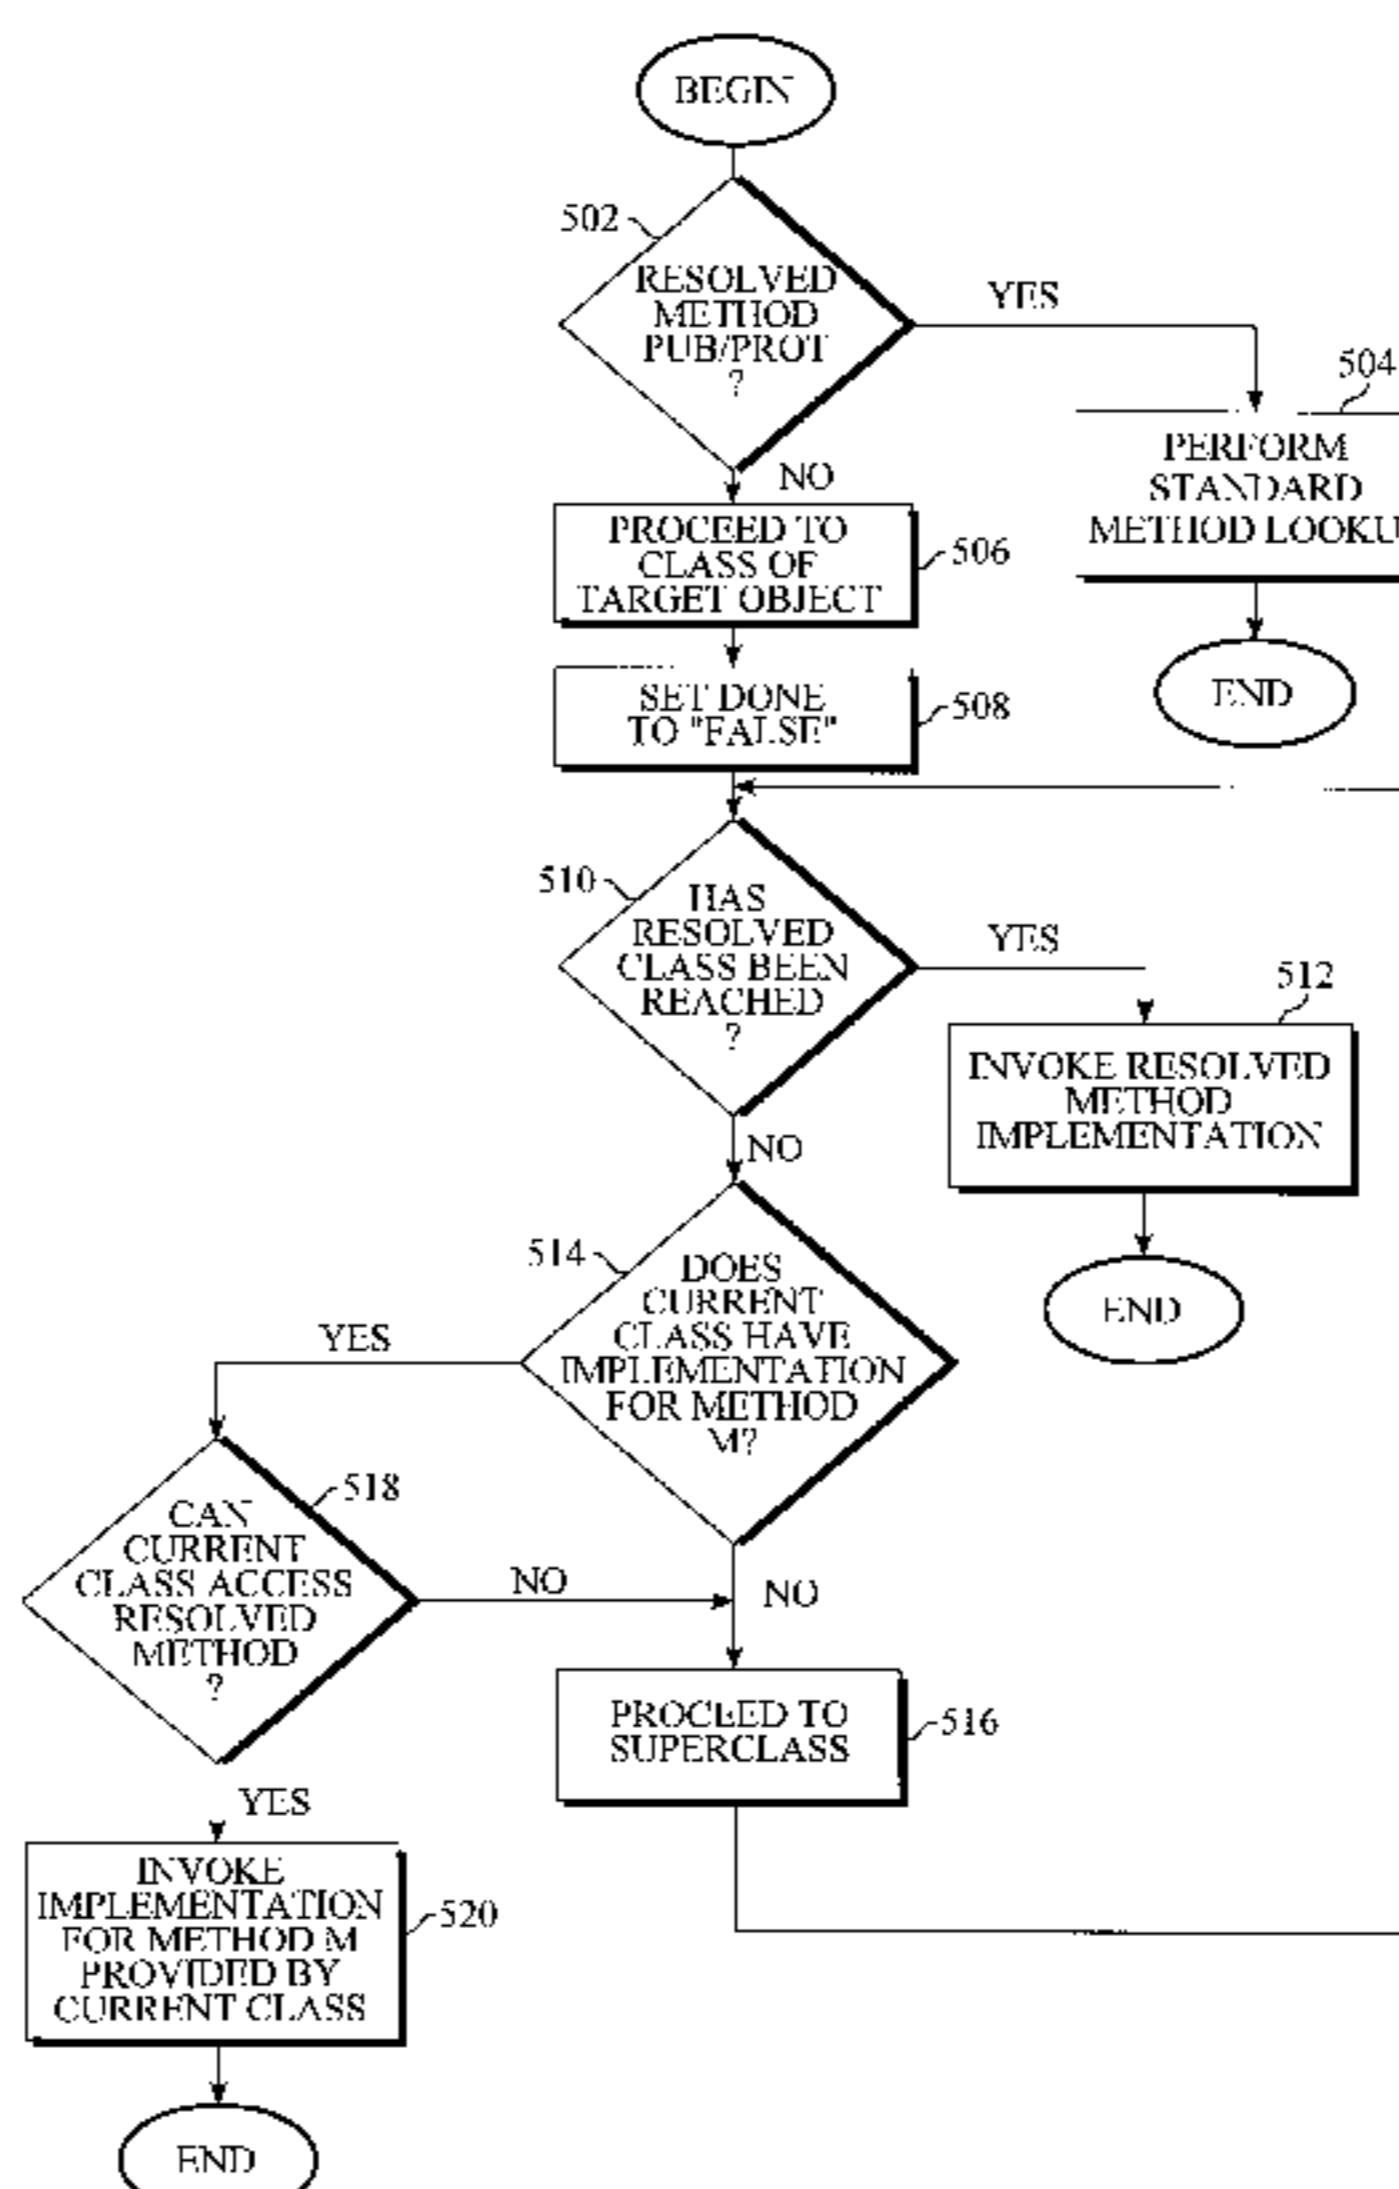 BEGIN
502
RESOLVED
METHOD
PUB/PROT
?
YES
504
PERFORM
STANDARD
METHOD LOOKU
END
NO
PROCEED TO
CLASS OF
TARGET OBJECT
506
SET DONE
TO "FALSE"
508
510
HAS
RESOLVED
CLASS BEEN
REACHED
?
YES
512
INVOKE RESOLVED
METHOD
IMPLEMENTATION
END
NO
514
DOES
CURRENT
CLASS HAVE
IMPLEMENTATION
FOR METHOD
M?
YES
518
CAN
CURRENT
CLASS ACCESS
RESOLVED
METHOD
?
NO
NO
PROCEED TO
SUPERCLASS
516
YES
INVOKE
IMPLEMENTATION
FOR METHOD M
PROVIDED BY
CURRENT CLASS
520
END